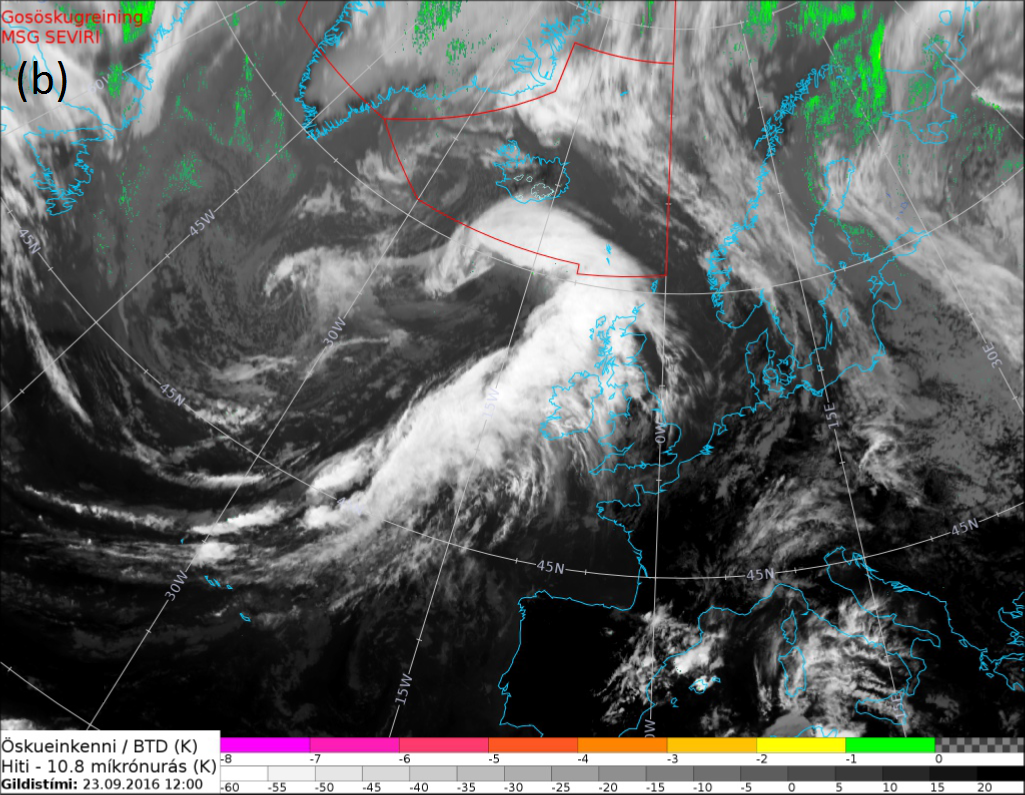 Gosöskugreining
MSG SEVIRI
(b)
45W
45N
30W
45N
15W
0W
15E
30E
45N
45N
45N
30W
15W
0W
Öskueinkenni / BTD (K)
-8 -7 -6 -5 -4 -3 -2 -1 0
Hiti - 10.8 míkrónurás (K)
Gildistími: 23.09.2016 12:00
-60 -55 -50 -45 -40 -35 -30 -25 -20 -15 -10 -5 0 5 10 15 20